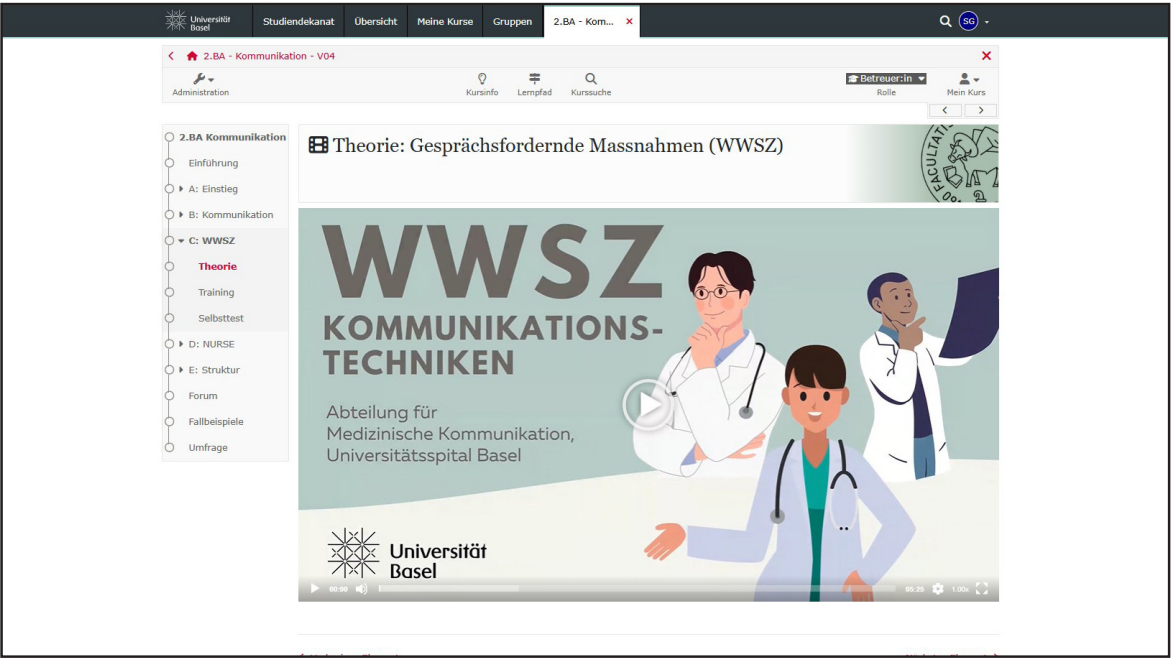 Universität
Basel
Studiendekanat
Übersicht
Meine Kurse
Gruppen
2.BA - Kom...
SG
2.BA - Kommunikation - V04
Administration
Kursinfo
Lernpfad
Kurssuche
Betreuer:in
Rolle
Mein Kurs
2.BA Kommunikation
Einführung
A: Einstieg
B: Kommunikation
C: WWSZ
Theorie
Training
Selbsttest
D: NURSE
E: Struktur
Forum
Fallbeispiele
Umfrage
Theorie: Gesprächsfordernde Massnahmen (WWSZ)
FACULTATIS
WWSZ
KOMMUNIKATIONS-
TECHNIKEN
Abteilung für
Medizinische Kommunikation,
Universitätsspital Basel
Universität
Basel
00:00
05:29
1.00x